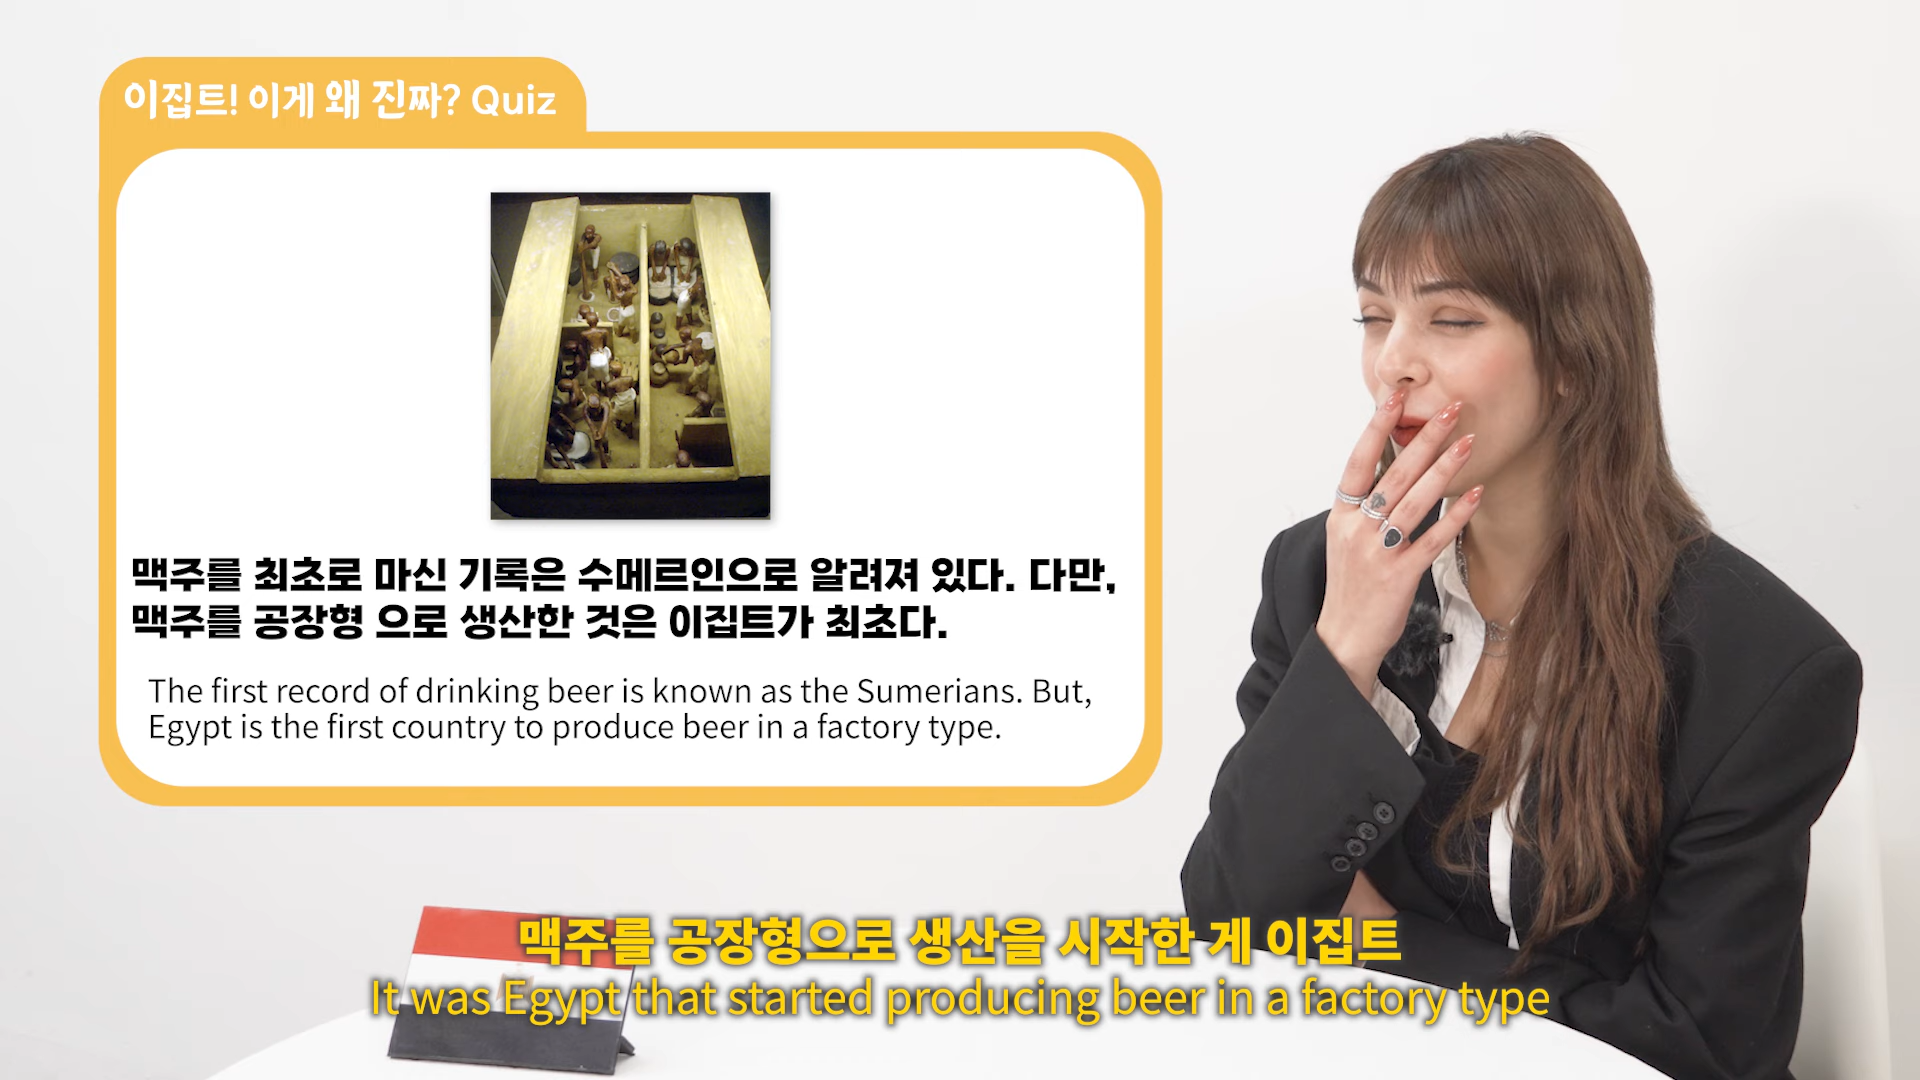 이집트! 이게 왜 진짜? Quiz
맥주를 최초로 마신 기록은 수메르인으로 알려져 있다. 다만,
맥주를 공장형 으로 생산한 것은 이집트가 최초다.
The first record of drinking beer is known as the Sumerians. But,
Egypt is the first country to produce beer in a factory type.
맥주를 공장형으로 생산을 시작한 게 이집트
It was Egypt that started producing beer in a factory type